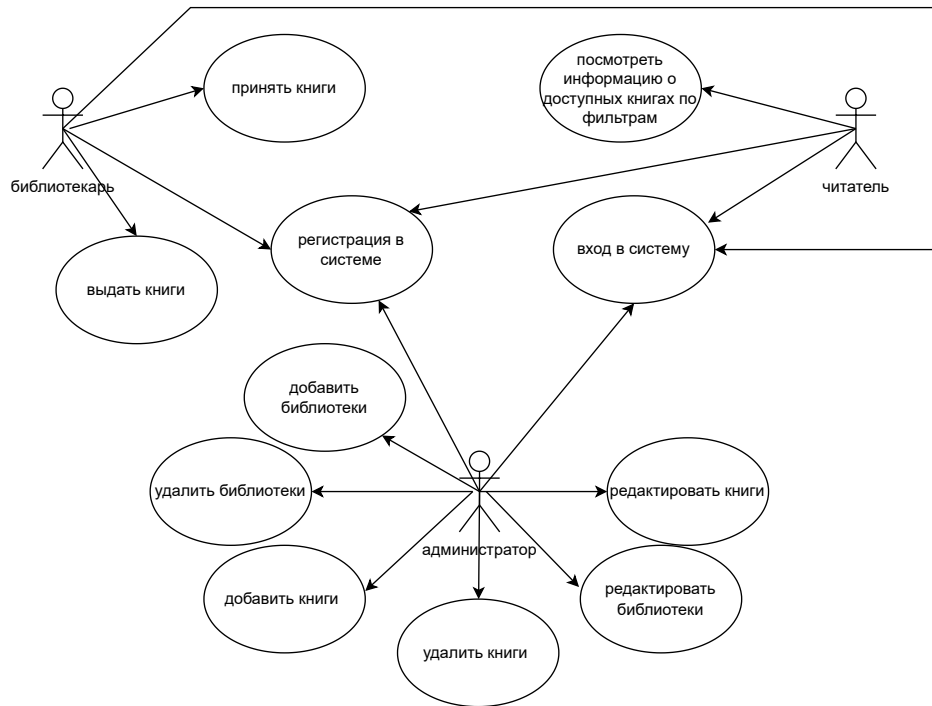 принять книги
посмотреть
информацию о
доступных книгах по
фильтрам
библиотекарь
читатель
регистрация в
системе
вход в систему
выдать книги
добавить
библиотеки
удалить библиотеки
редактировать книги
администратор
добавить книги
редактировать
библиотеки
удалить книги